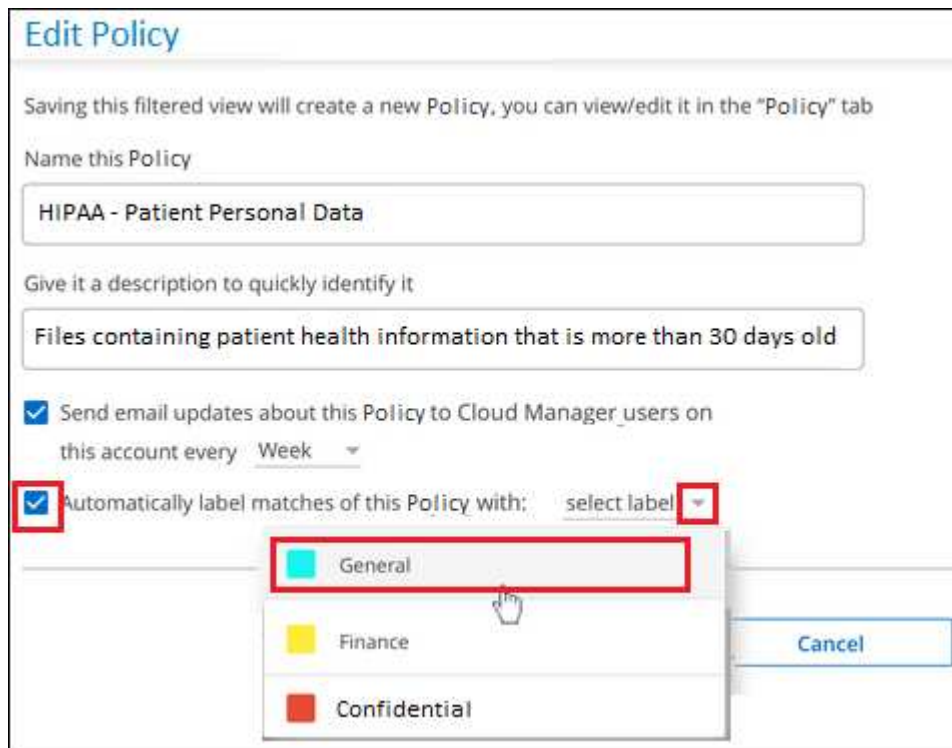 Edit Policy
Saving this filtered view will create a new Policy, you can view/edit it in the “Policy” tab
Name this Policy
HIPAA - Patient Personal Data
Give it a description to quickly identify it
Files containing patient health information that is more than 30 days old
Send email updates about this Policy to Cloud Manager users on
this account every Week
Automatically label matches of this Policy with: select label
General
Finance
Cancel
Confidential